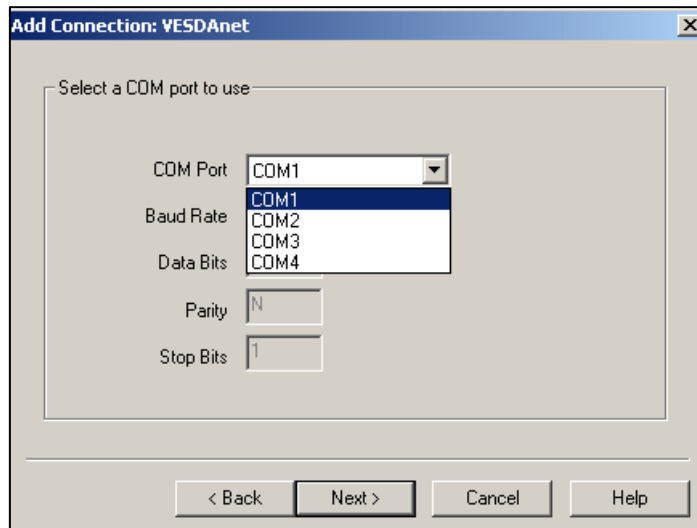 Add Connection: VESDAnet
Select a COM port to use
COM Port COM1
COM1
Baud Rate COM2
COM3
Data Bits COM4
Parity N
Stop Bits 1
< Back Next > Cancel Help